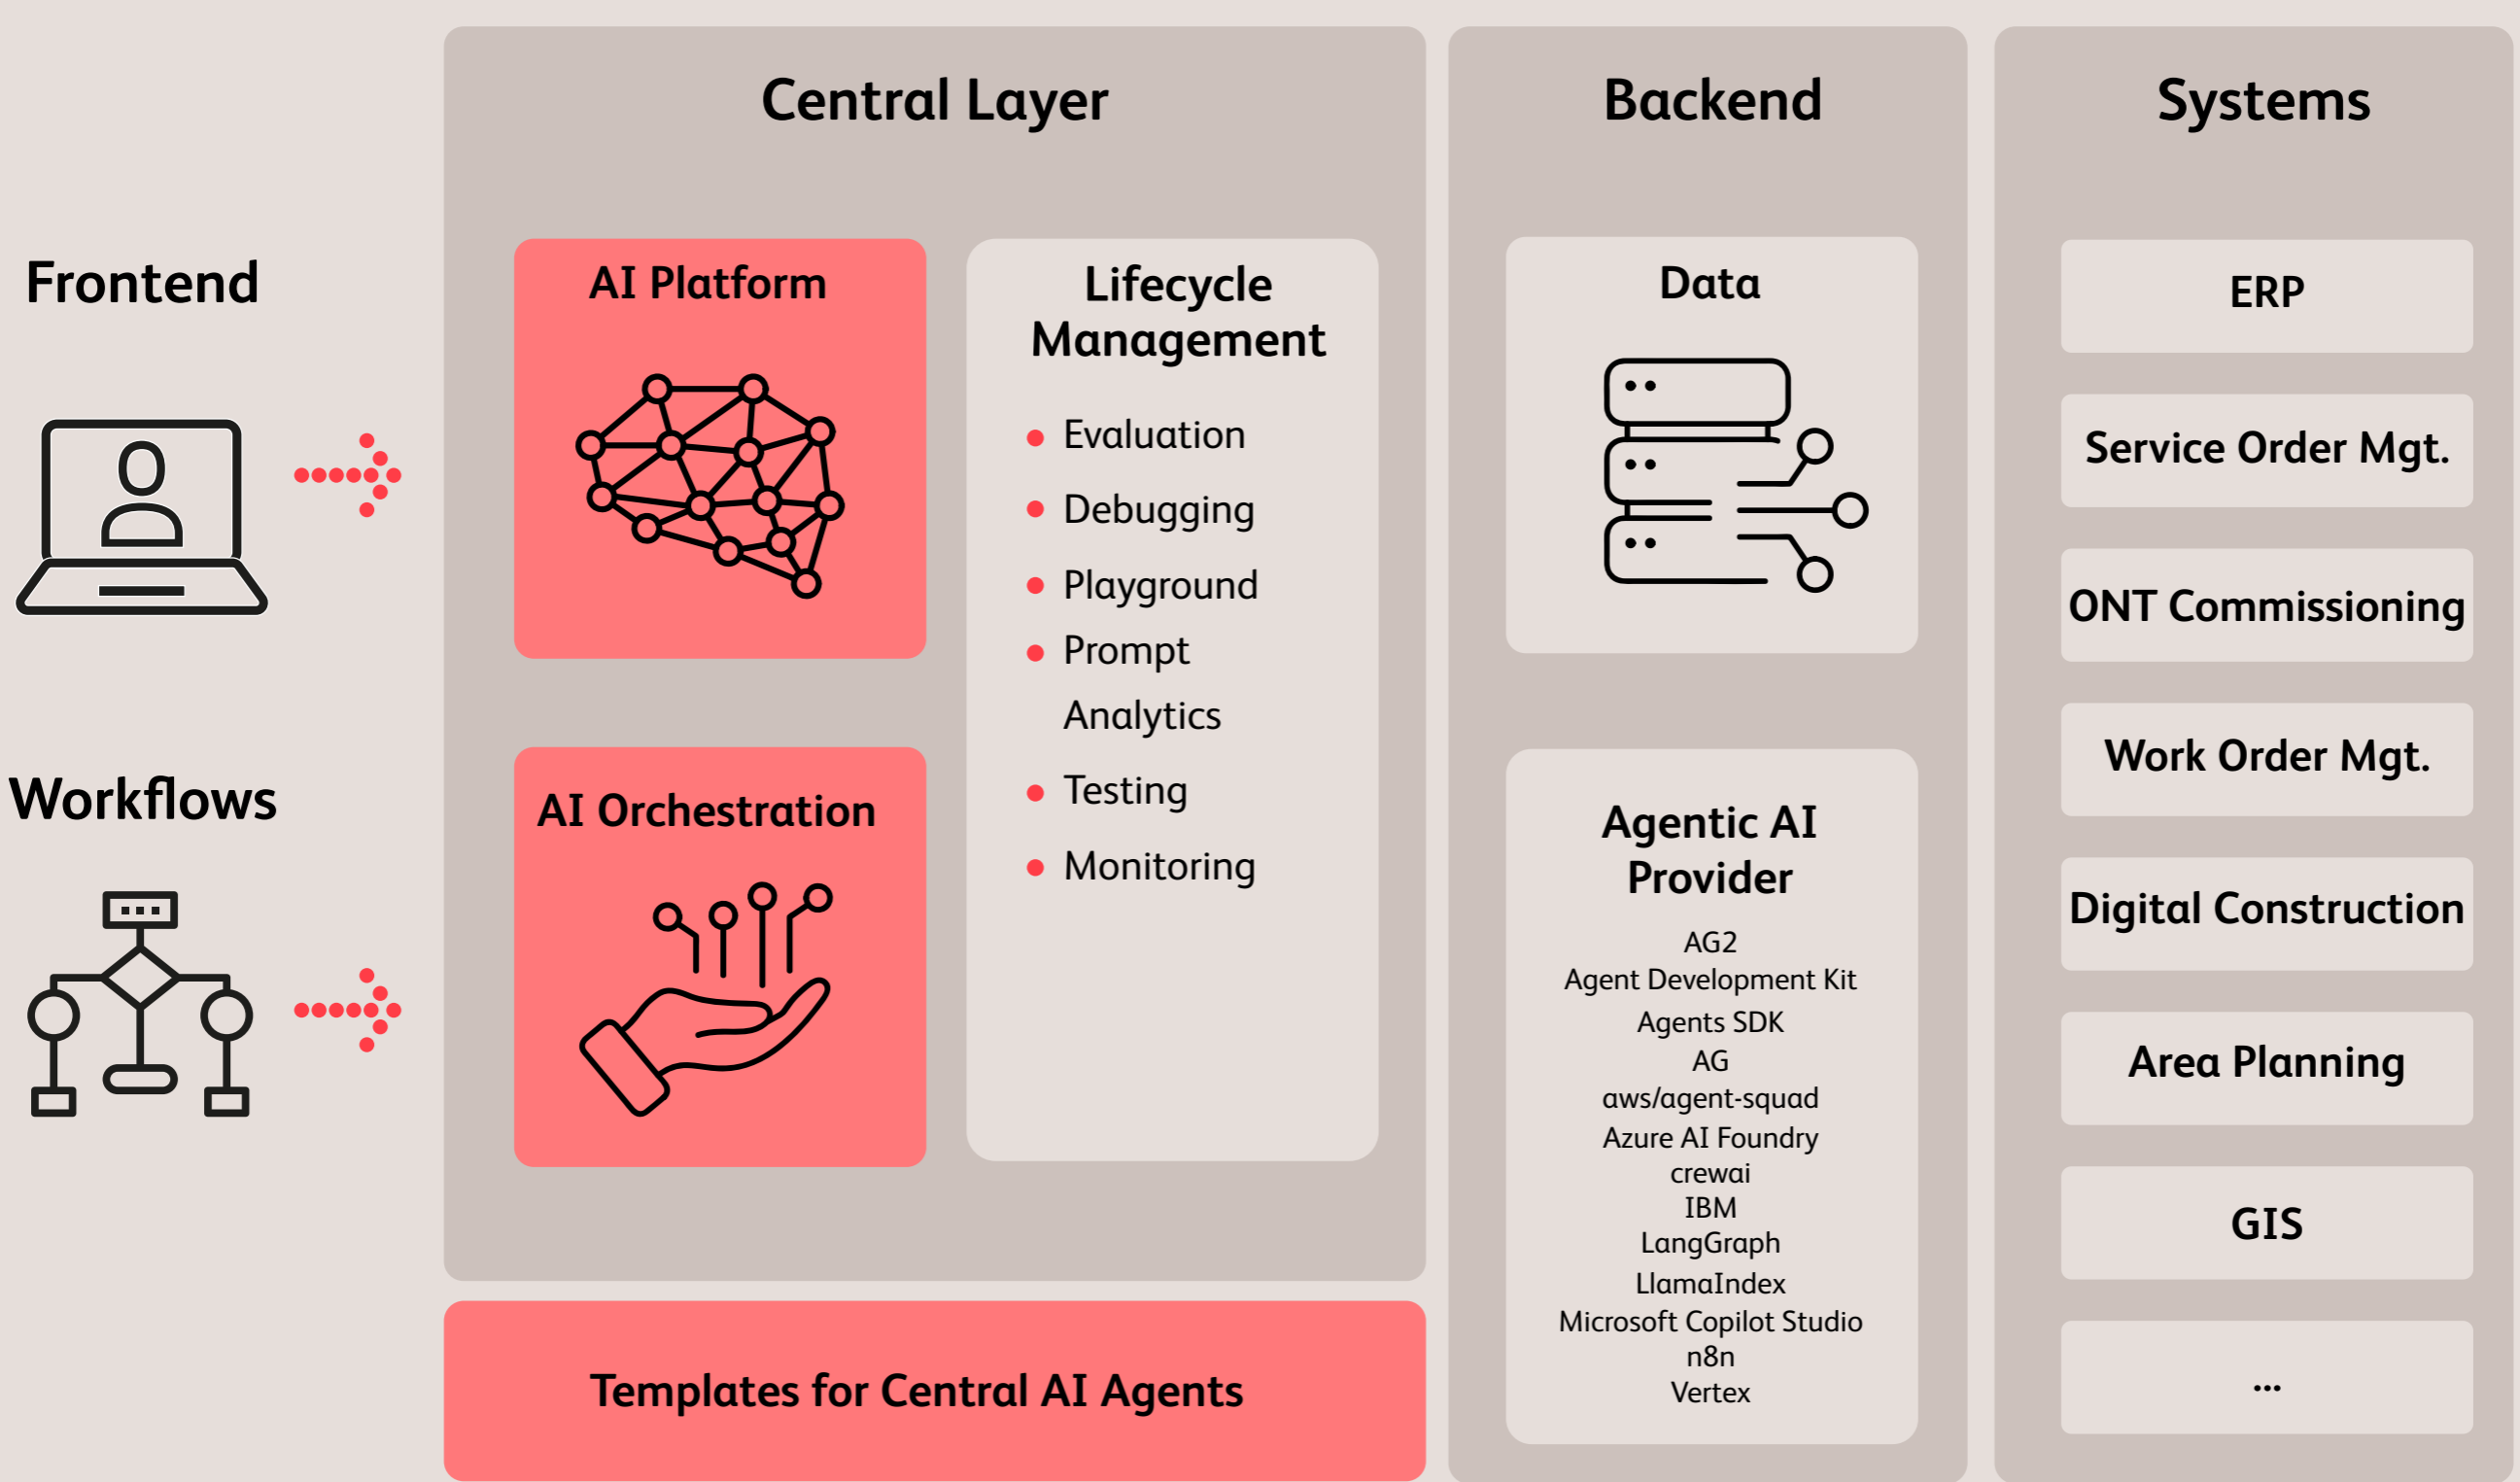 Frontend
Workflows
Central Layer
AI Platform
AI Orchestration
Lifecycle
Management
Evaluation
Debugging
Playground
Prompt
Analytics
Testing
Monitoring
Templates for Central AI Agents
Backend
Data
Agentic AI
Provider
AG2
Agent Development Kit
Agents SDK
AG
aws/agent-squad
Azure AI Foundry
crewai
IBM
LangGraph
LlamaIndex
Microsoft Copilot Studio
n8n
Vertex
Systems
ERP
Service Order Mgt.
ONT Commissioning
Work Order Mgt.
Digital Construction
Area Planning
GIS
...